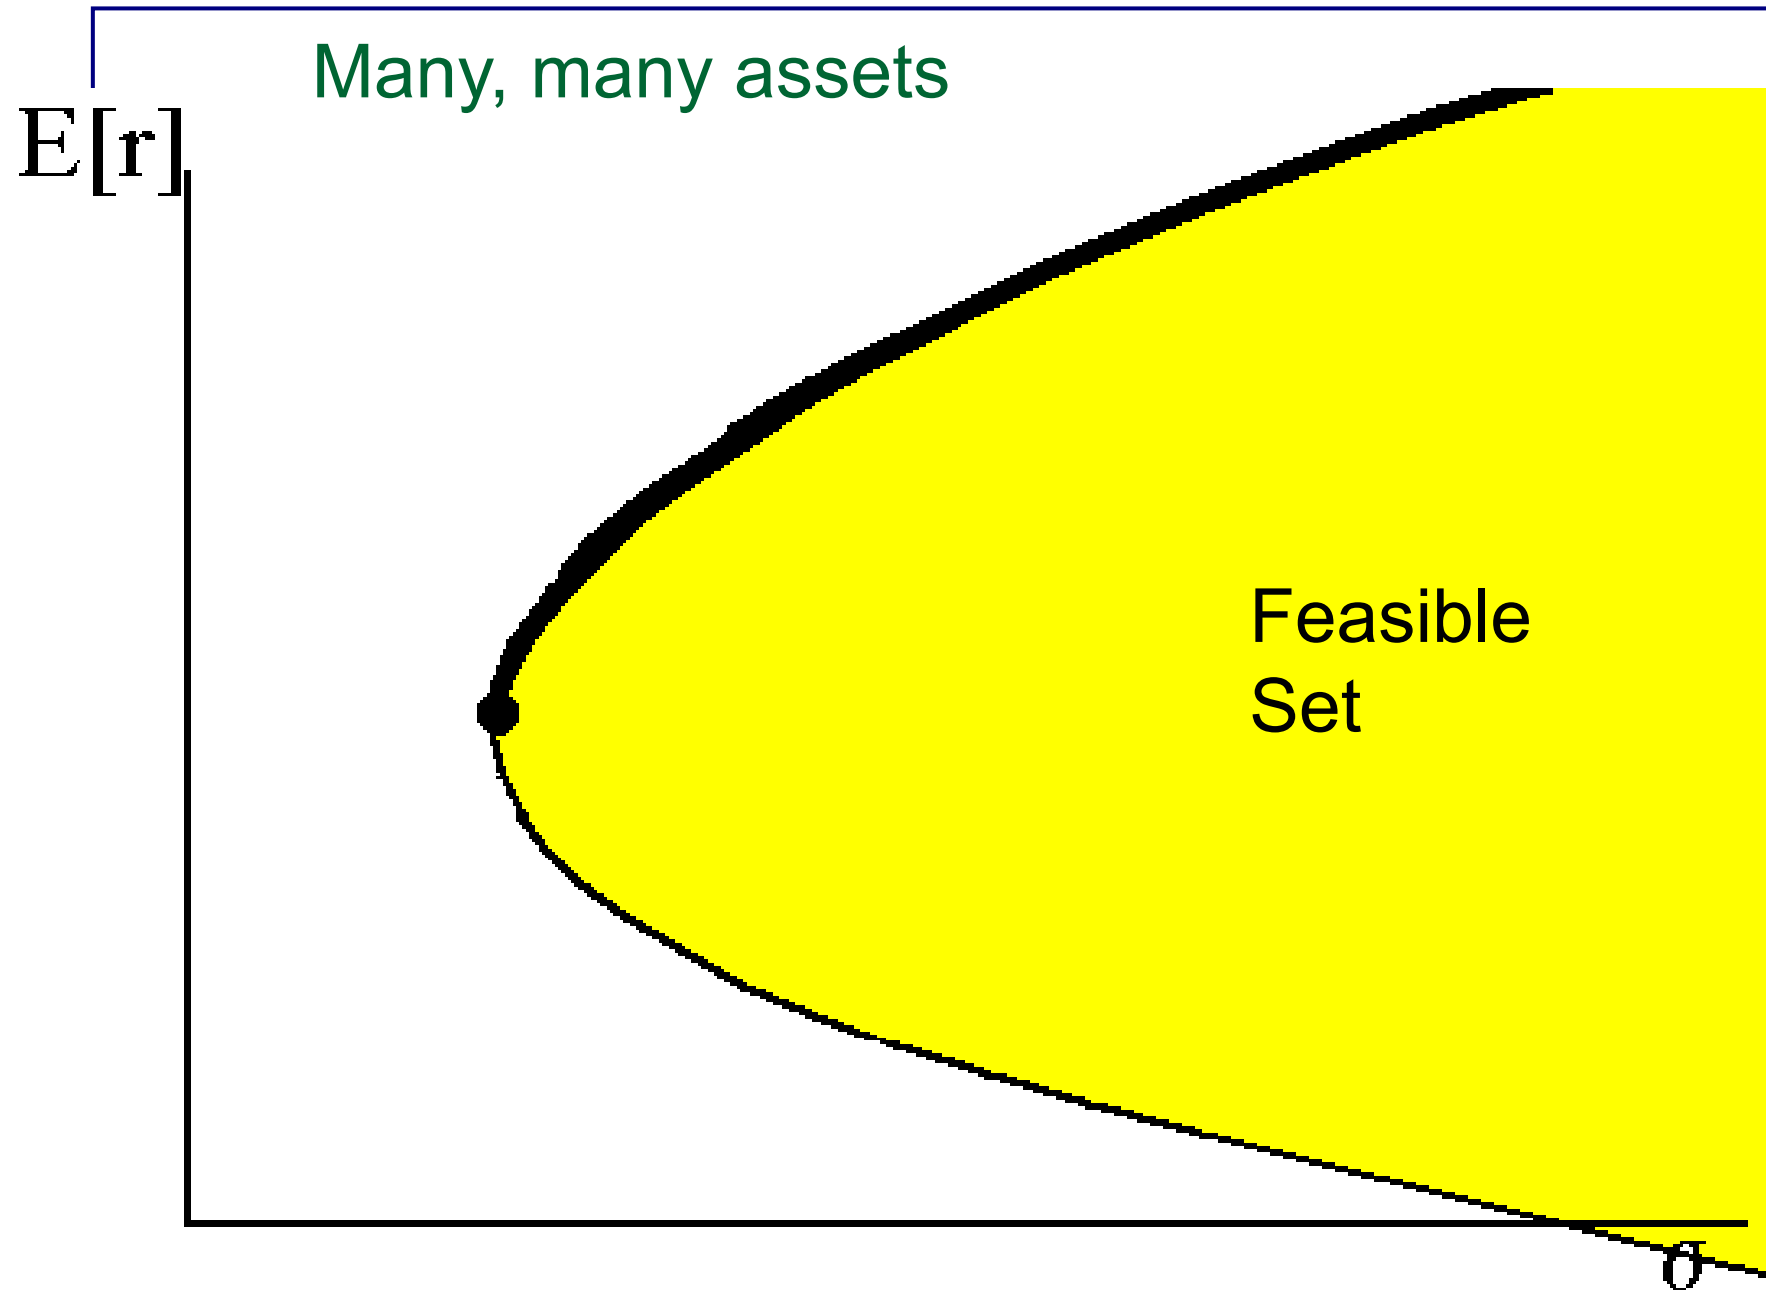 Many, many assets
E[r]
Feasible
Set
σ